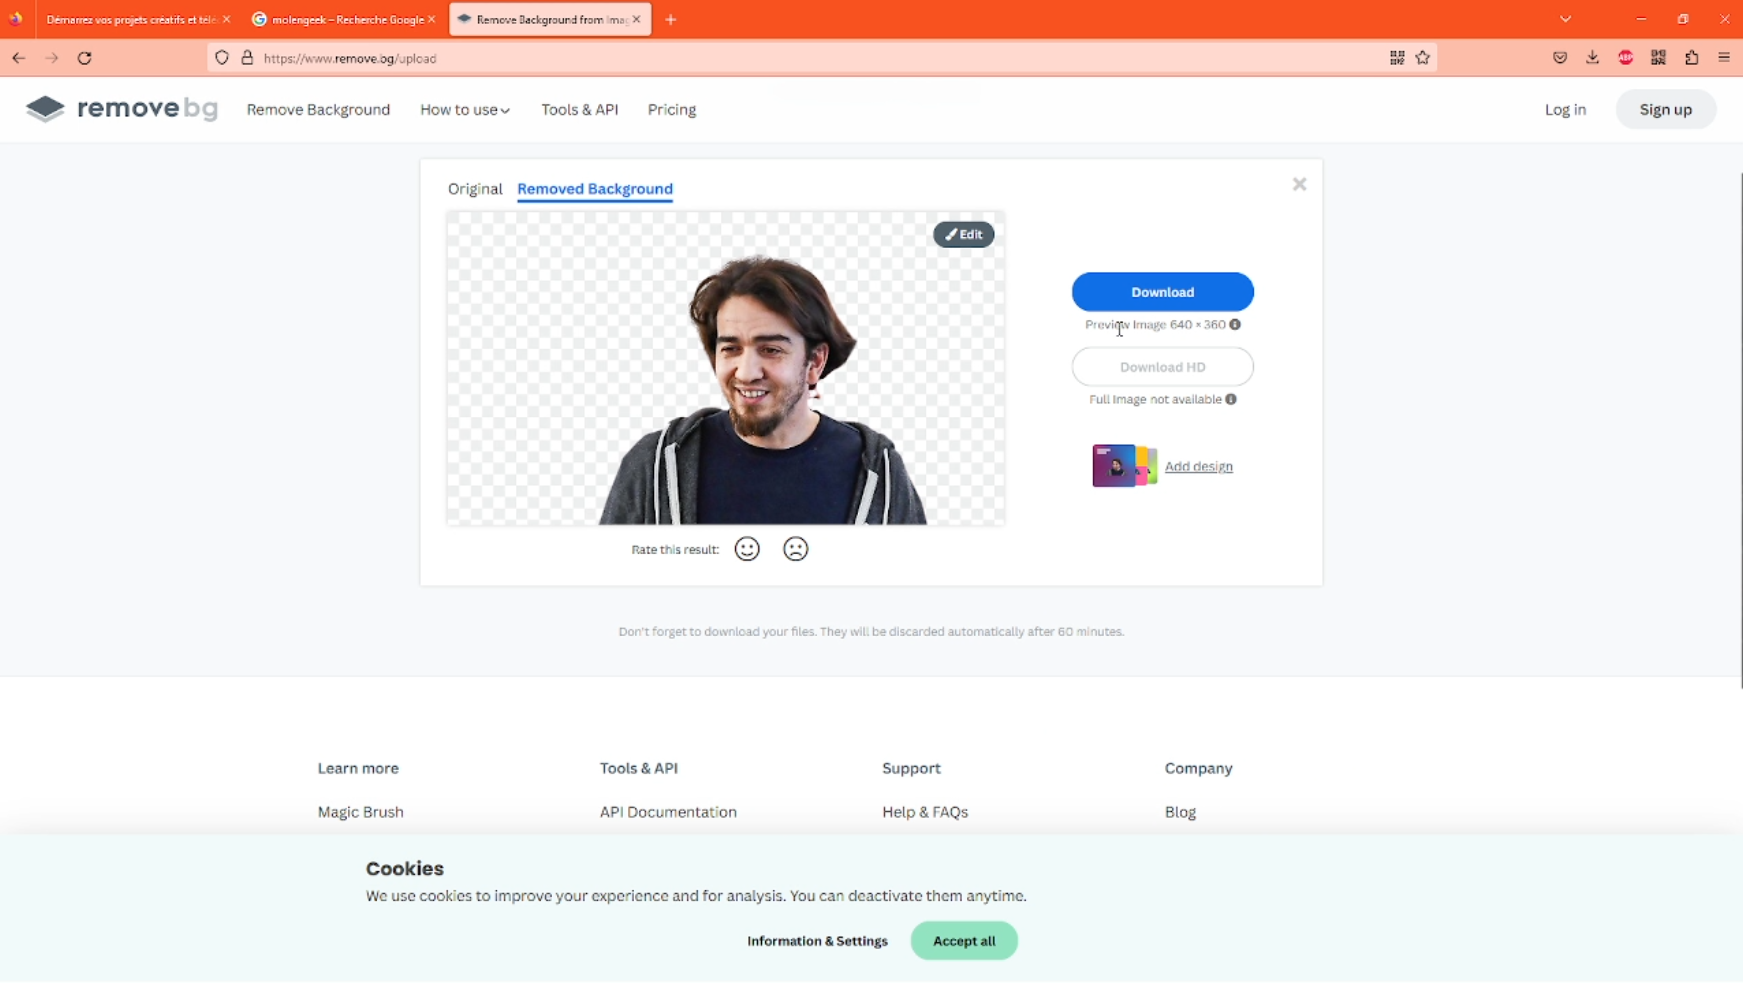 Démarrez vos projets créatifs et télé
molengeek – Recherche Google
Remove Background from Imag
https://www.remove.bg/upload
ABP
removebg
Remove Background
How to use
Tools & API
Pricing
Log in
Sign up
Original
Removed Background
Edit
Download
Preview Image 640 × 360
Download HD
Full Image not available
Add design
Rate this result:
Don't forget to download your files. They will be discarded automatically after 60 minutes.
Learn more
Tools & API
Support
Company
Magic Brush
API Documentation
Help & FAQs
Blog
Cookies
We use cookies to improve your experience and for analysis. You can deactivate them anytime.
Information & Settings
Accept all